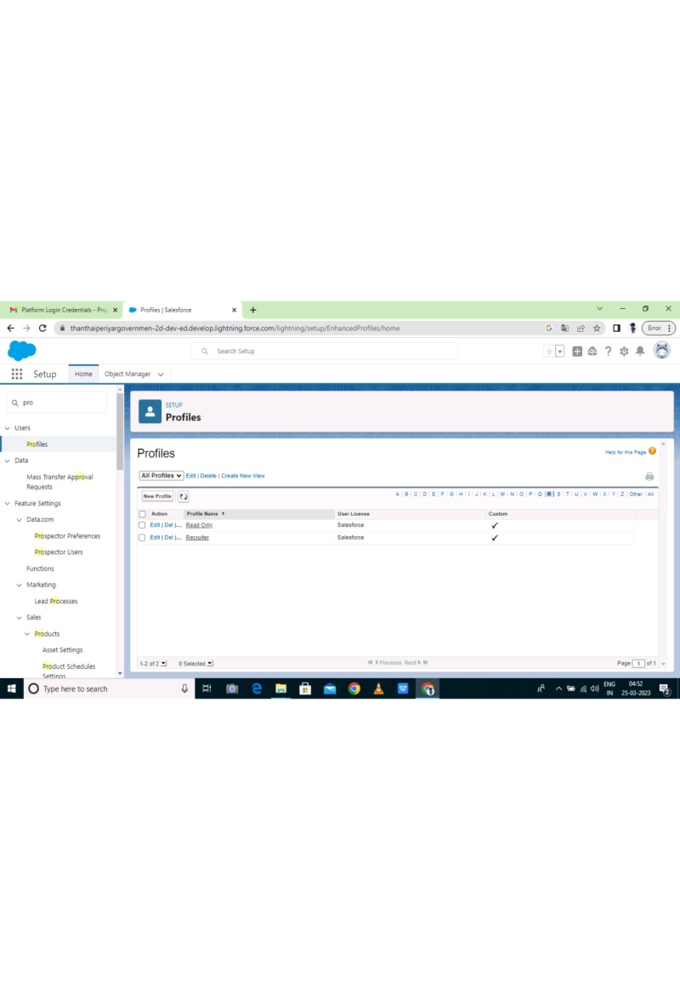 Platform Login Credentials - Proj
Profiles | Salesforce
thanthaiperiyargovernmen-2d-dev-ed.develop.lightning.force.com/lightning/setup/EnhancedProfiles/home
Error
Search Setup
Setup
Home
Object Manager
pro
Users
Profiles
Data
Mass Transfer Approval
Requests
Feature Settings
Data.com
Prospector Preferences
Prospector Users
Functions
Marketing
Lead Processes
Sales
Products
Asset Settings
Product Schedules
Settings
SETUP
Profiles
Profiles
Help for this Page
All Profiles Edit | Delete | Create New View
New Profile
A | B | C | D | E | F | G | H | I | J | K | L | M | N | O | P | Q | R | S | T | U | V | W | X | Y | Z | Other | All
Action Profile Name ↑ User License Custom
Edit | Del |... Read Only Salesforce ✓
Edit | Del |... Recruiter Salesforce ✓
1-2 of 2 0 Selected Previous Next Page 1 of 1
Type here to search
ENG
IN
04:52
25-03-2023
2